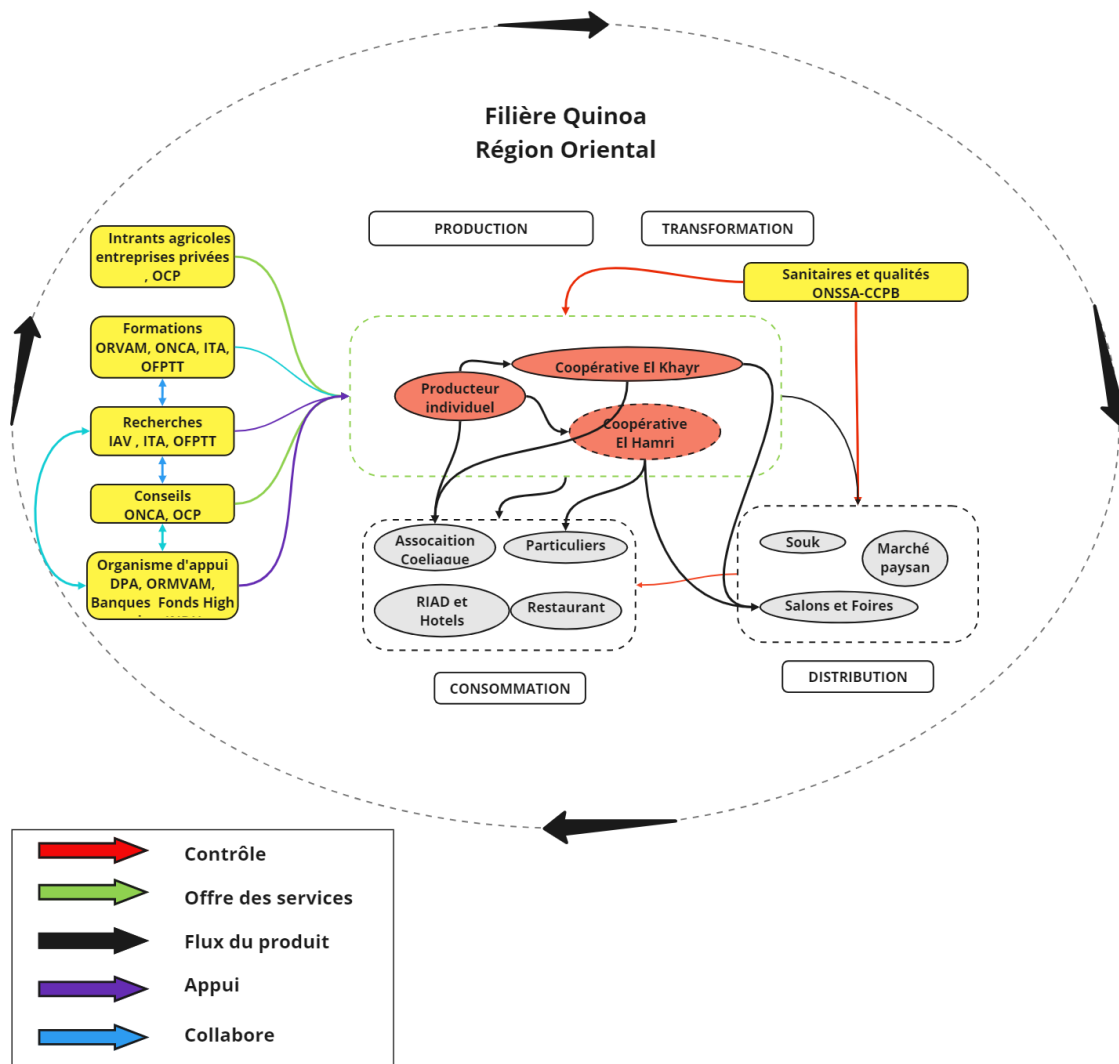 Filière Quinoa
Région Oriental
PRODUCTION
TRANSFORMATION
Intrants agricoles
entreprises privées
, OCP
Sanitaires et qualités
ONSSA-CCPB
Formations
ORVAM, ONCA, ITA,
OFPTT
Coopérative El Khayr
Producteur
individuel
Recherches
IAV , ITA, OFPTT
Coopérative
El Hamri
Conseils
ONCA, OCP
Organisme d'appui
DPA, ORMVAM,
Banques Fonds High
Assocaition
Coeliaque
Particuliers
RIAD et
Hotels
Restaurant
Souk
Marché
paysan
Salons et Foires
CONSOMMATION
DISTRIBUTION
Contrôle
Offre des services
Flux du produit
Appui
Collabore